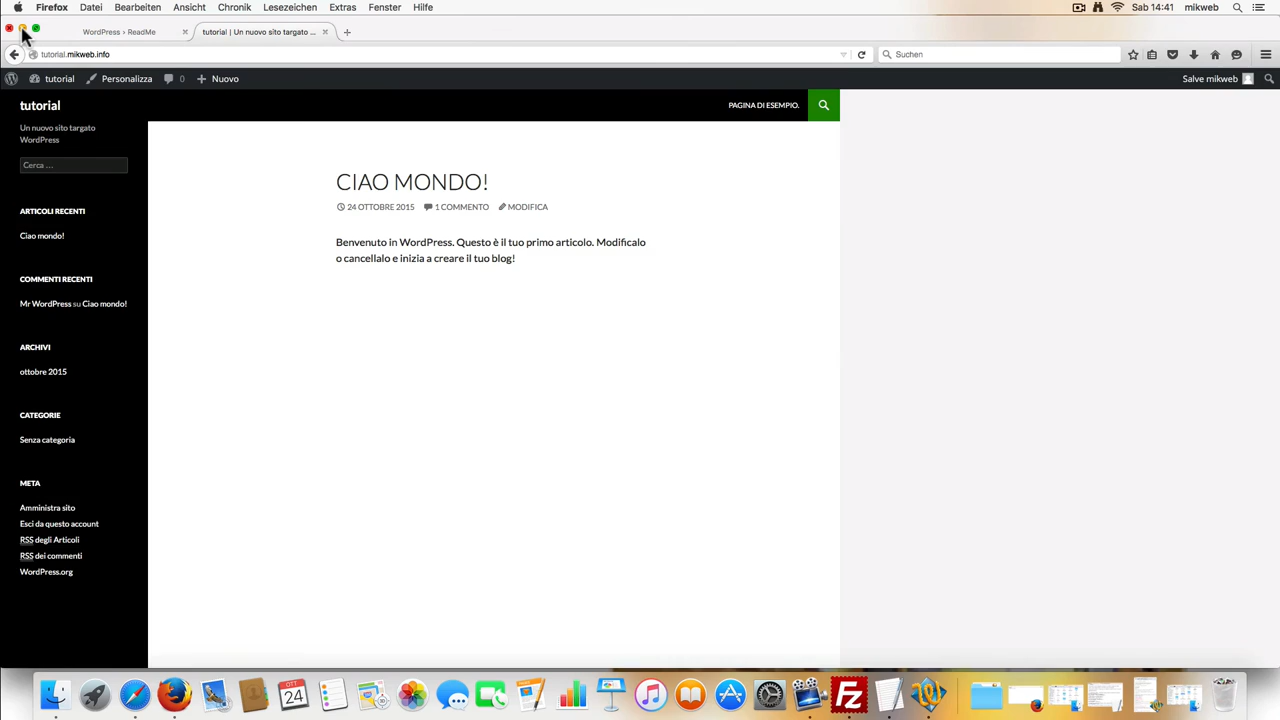 Firefox Datei Bearbeiten Ansicht Chronik Lesezeichen Extras Fenster Hilfe Sab 14:41 mikweb
WordPress › ReadMe tutorial | Un nuovo sito targato ...
tutorial.mikweb.info Suchen
tutorial Personalizza 0 Nuovo Salve mikweb
tutorial
Un nuovo sito targato
WordPress
Cerca ...
ARTICOLI RECENTI
Ciao mondo!
COMMENTI RECENTI
Mr WordPress su Ciao mondo!
ARCHIVI
ottobre 2015
CATEGORIE
Senza categoria
META
Amministra sito
Esci da questo account
RSS degli Articoli
RSS dei commenti
WordPress.org
PAGINA DI ESEMPIO.
CIAO MONDO!
24 OTTOBRE 2015 1 COMMENTO MODIFICA
Benvenuto in WordPress. Questo è il tuo primo articolo. Modificalo
o cancellalo e inizia a creare il tuo blog!
OTT
24
FZ